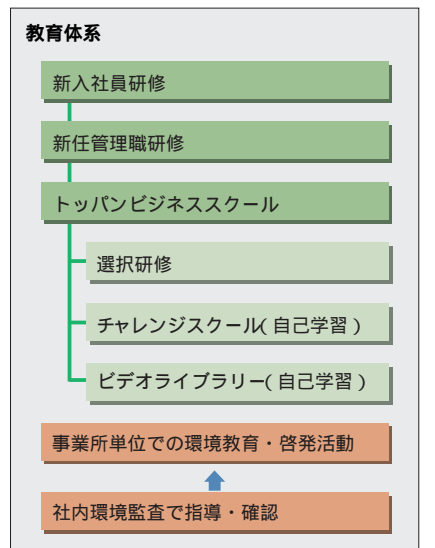 教育体系
新入社員研修
新任管理職研修
トッパンビジネススクール
選択研修
チャレンジスクール(自己学習)
ビデオライブラリー(自己学習)
事業所単位での環境教育・啓発活動
社内環境監査で指導・確認